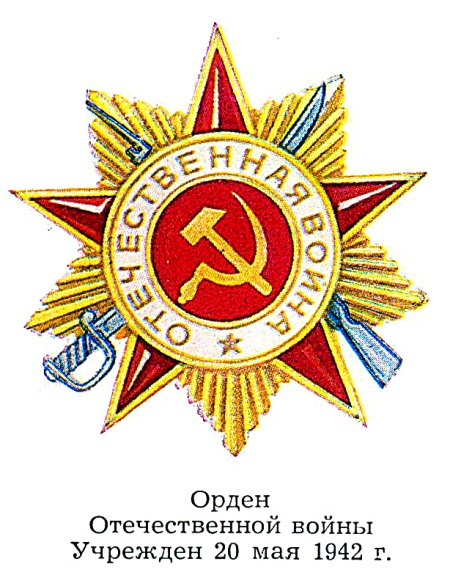 ОТЕЧЕСТВЕННАЯ ВОЙНА
Орден
Отечественной войны
Учрежден 20 мая 1942 г.